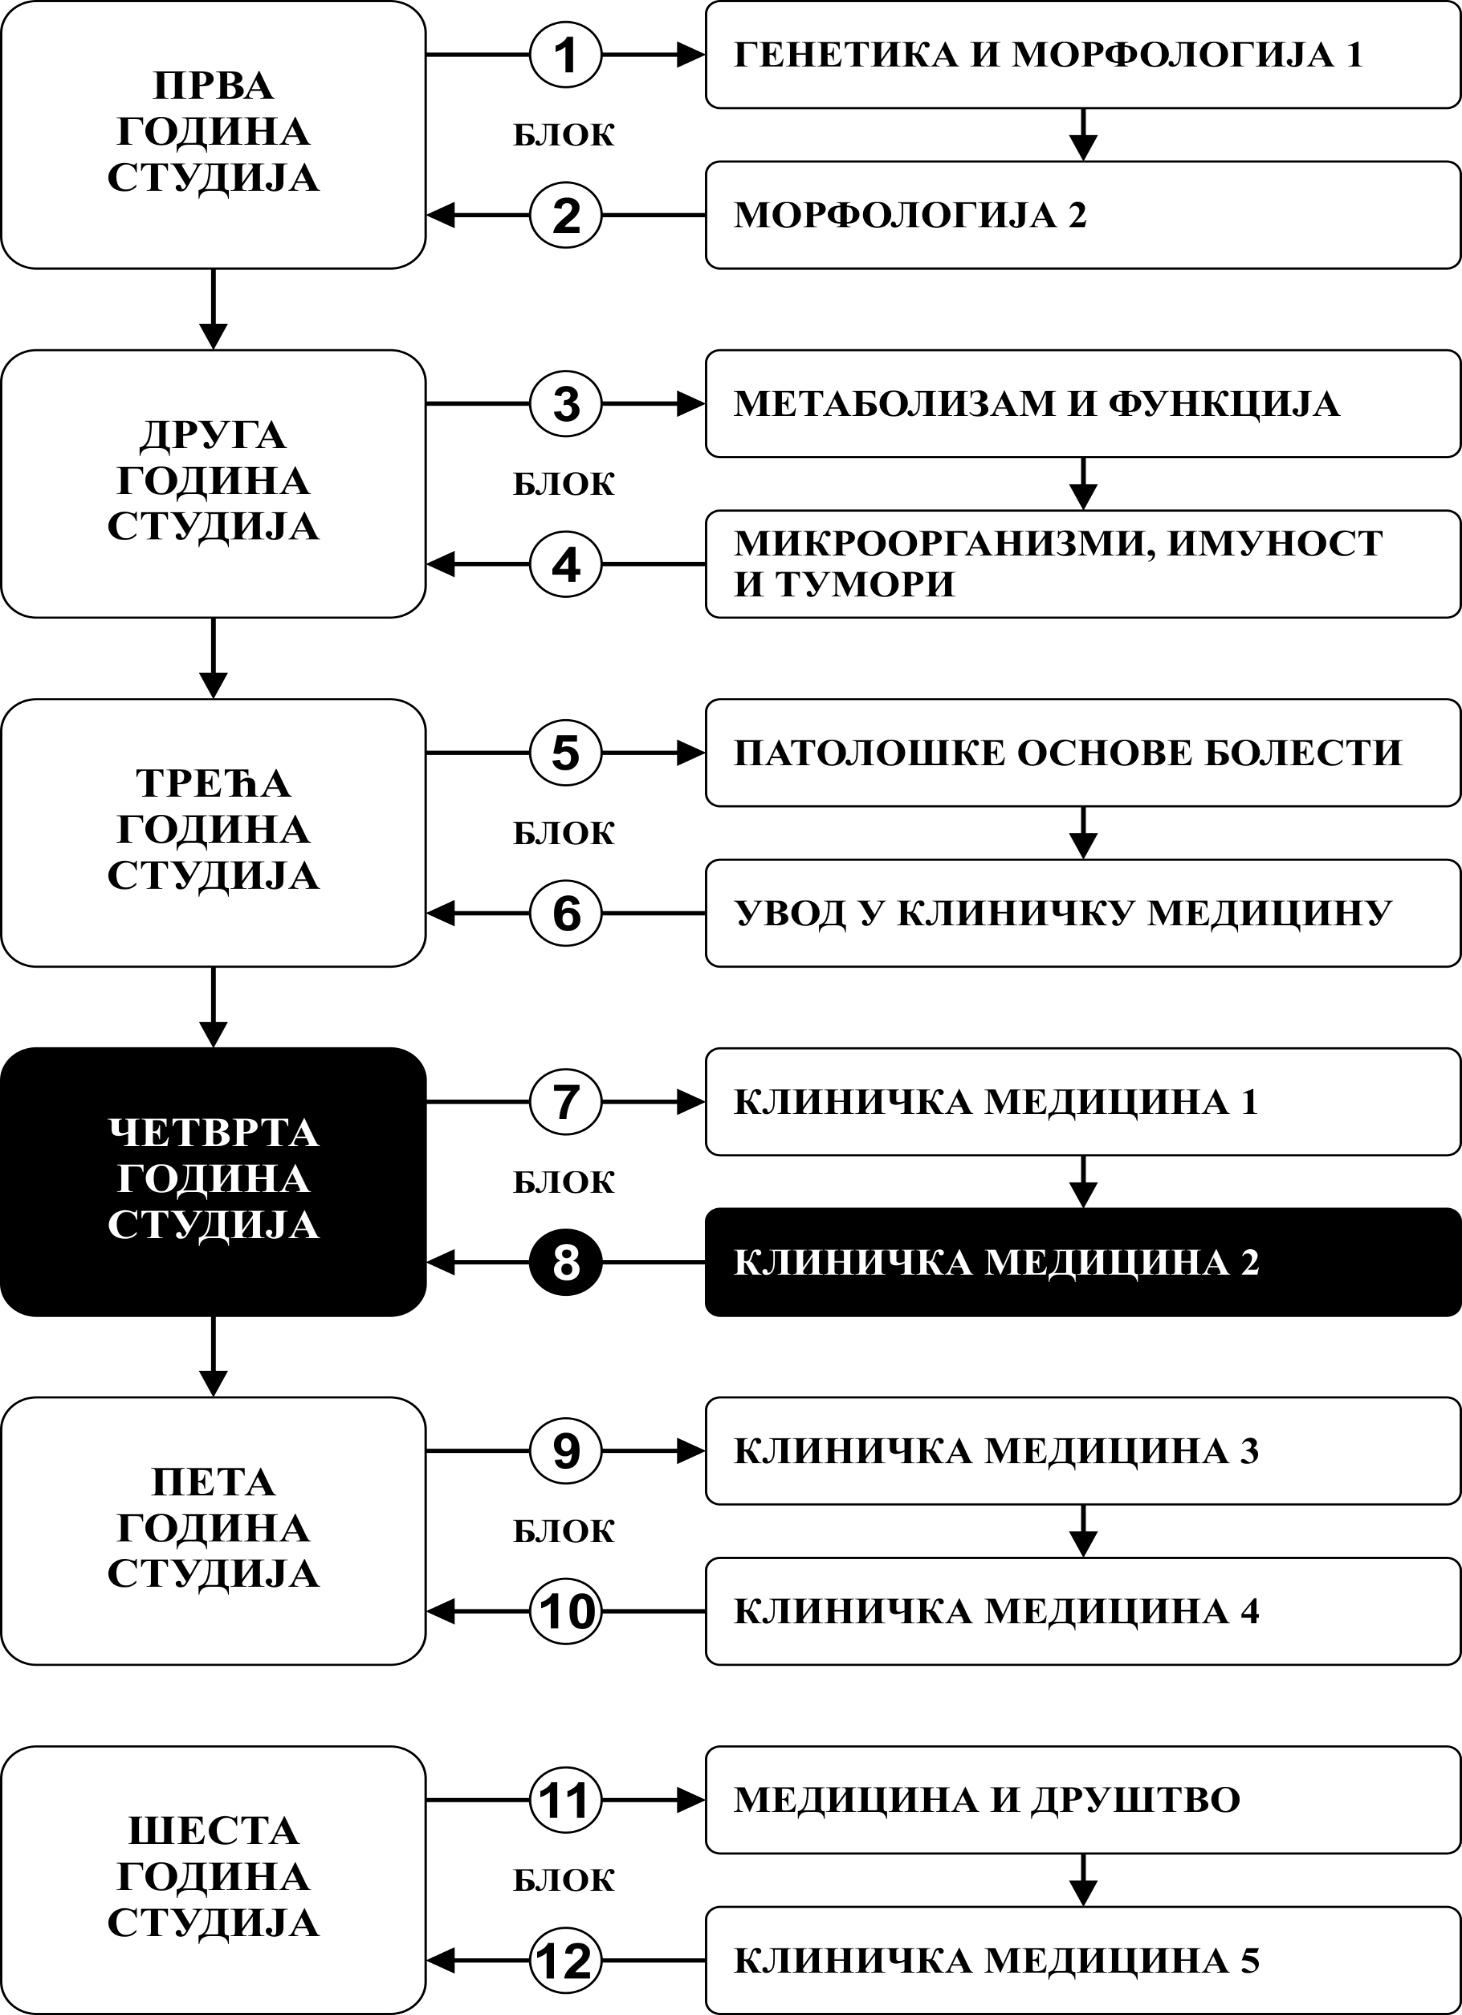 ПРВА
ГОДИНА
СТУДИЈА
1
БЛОК
2
ГЕНЕТИКА И МОРФОЛОГИЈА 1
МОРФОЛОГИЈА 2
ДРУГА
ГОДИНА
СТУДИЈА
3
БЛОК
4
МЕТАБОЛИЗАМ И ФУНКЦИЈА
МИКРООРГАНИЗМИ, ИМУНОСТ
И ТУМОРИ
ТРЕЋА
ГОДИНА
СТУДИЈА
5
БЛОК
6
ПАТОЛОШКЕ ОСНОВЕ БОЛЕСТИ
УВОД У КЛИНИЧКУ МЕДИЦИНУ
ЧЕТВРТА
ГОДИНА
СТУДИЈА
7
БЛОК
8
КЛИНИЧКА МЕДИЦИНА 1
КЛИНИЧКА МЕДИЦИНА 2
ПЕТА
ГОДИНА
СТУДИЈА
9
БЛОК
10
КЛИНИЧКА МЕДИЦИНА 3
КЛИНИЧКА МЕДИЦИНА 4
ШЕСТА
ГОДИНА
СТУДИЈА
11
БЛОК
12
МЕДИЦИНА И ДРУШТВО
КЛИНИЧКА МЕДИЦИНА 5